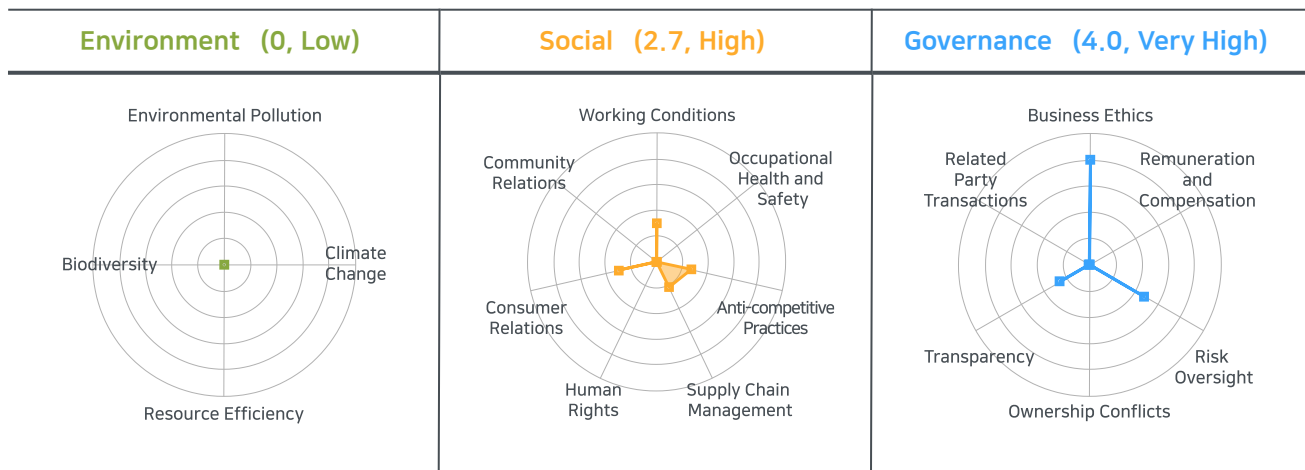 Environment (0, Low)
Social (2.7, High)
Governance (4.0, Very High)
Environmental Pollution
Climate
Change
Resource Efficiency
Biodiversity
Working Conditions
Occupational
Health and
Safety
Anti-competitive
Practices
Supply Chain
Management
Human
Rights
Consumer
Relations
Community
Relations
Business Ethics
Remuneration
and
Compensation
Risk
Oversight
Ownership Conflicts
Transparency
Related
Party
Transactions